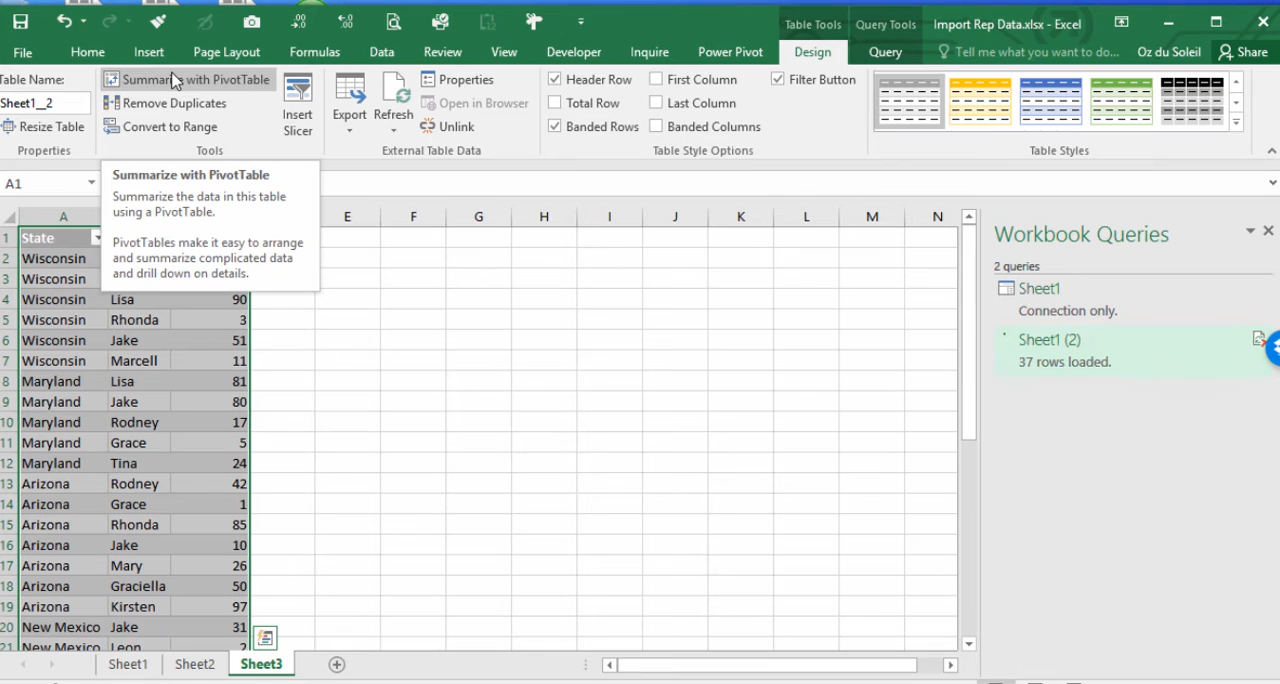 Table Tools Query Tools Import Rep Data.xlsx - Excel
File Home Insert Page Layout Formulas Data Review View Developer Inquire Power Pivot Design Query Tell me what you want to do... Oz du Soleil Share
Table Name:
Sheet1__2
Resize Table
Properties
Summarize with PivotTable
Remove Duplicates
Convert to Range
Tools
Insert
Slicer
Export Refresh
Properties
Open in Browser
Unlink
External Table Data
Header Row First Column Filter Button
Total Row Last Column
Banded Rows Banded Columns
Table Style Options
Table Styles
A1
Summarize with PivotTable
Summarize the data in this table
using a PivotTable.
PivotTables make it easy to arrange
and summarize complicated data
and drill down on details.
A E F G H I J K L M N
1 State
2 Wisconsin
3 Wisconsin
4 Wisconsin Lisa 90
5 Wisconsin Rhonda 3
6 Wisconsin Jake 51
7 Wisconsin Marcell 11
8 Maryland Lisa 81
9 Maryland Jake 80
10 Maryland Rodney 17
11 Maryland Grace 5
12 Maryland Tina 24
13 Arizona Rodney 42
14 Arizona Grace 1
15 Arizona Rhonda 85
16 Arizona Jake 10
17 Arizona Mary 26
18 Arizona Graciella 50
19 Arizona Kirsten 97
20 New Mexico Jake 31
21 New Mexico Leon 2
Sheet1 Sheet2 Sheet3
Workbook Queries
2 queries
Sheet1
Connection only.
Sheet1 (2)
37 rows loaded.